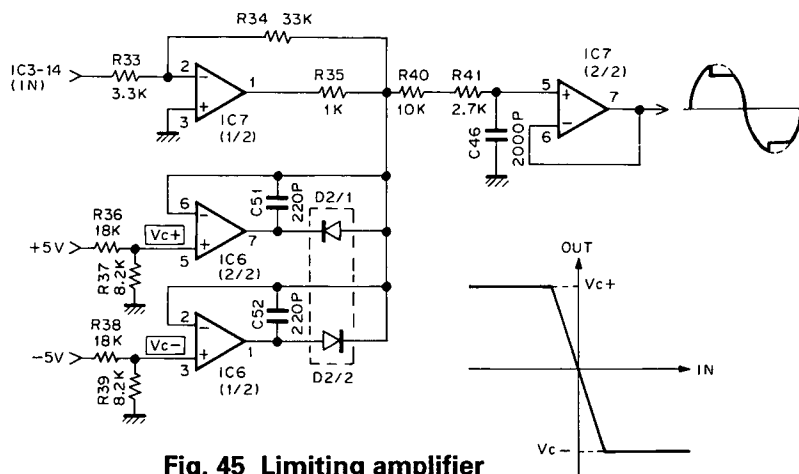 R34 33K
IC3-14
(IN)
R33
3.3K
2
−
+
3
1
IC7
(1/2)
R35
1K
R40
10K
R41
2.7K
C46
2000P
IC7
(2/2)
5
+
−
6
7
C51
220P
D2/1
6
−
+
5
7
IC6
(2/2)
+5V
R36
18K
Vc+
R37
8.2K
C52
220P
D2/2
2
−
+
3
1
IC6
(1/2)
−5V
R38
18K
Vc−
R39
8.2K
OUT
Vc+
IN
Vc−
Fig. 45 Limiting amplifier